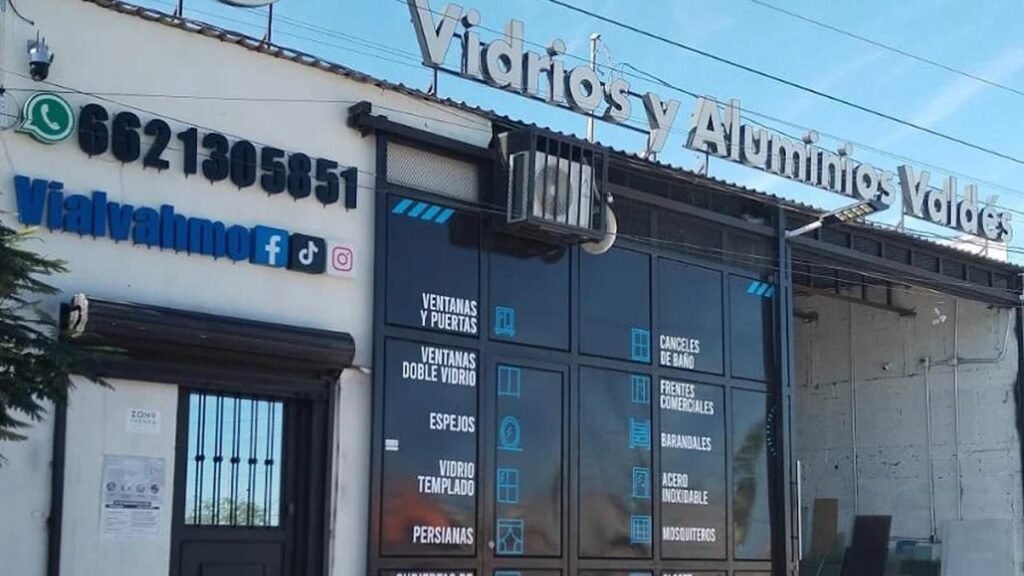 Vidrios y Aluminios Valdés
6621305851
Vialvahmo
VENTANAS
Y PUERTAS
VENTANAS
DOBLE VIDRIO
ESPEJOS
VIDRIO
TEMPLADO
PERSIANAS
CANCELES
DE BAÑO
FRENTES
COMERCIALES
BARANDALES
ACERO
INOXIDABLE
MOSQUITEROS